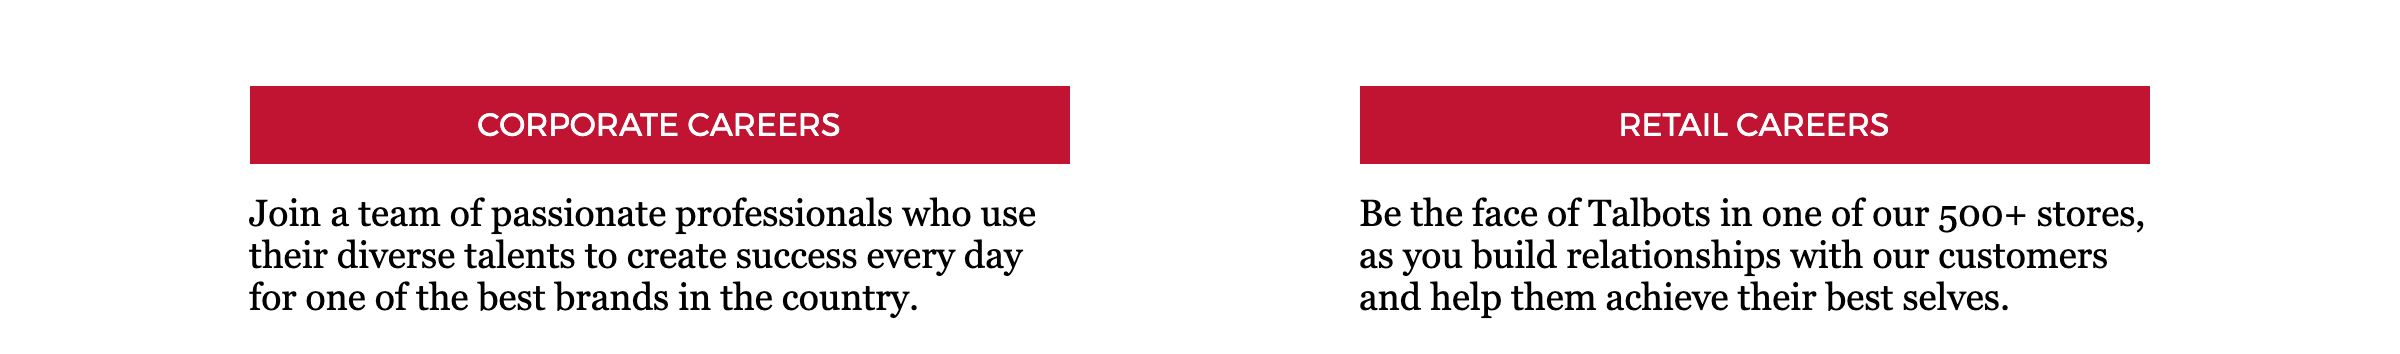 CORPORATE CAREERS
Join a team of passionate professionals who use
their diverse talents to create success every day
for one of the best brands in the country.
RETAIL CAREERS
Be the face of Talbots in one of our 500+ stores,
as you build relationships with our customers
and help them achieve their best selves.